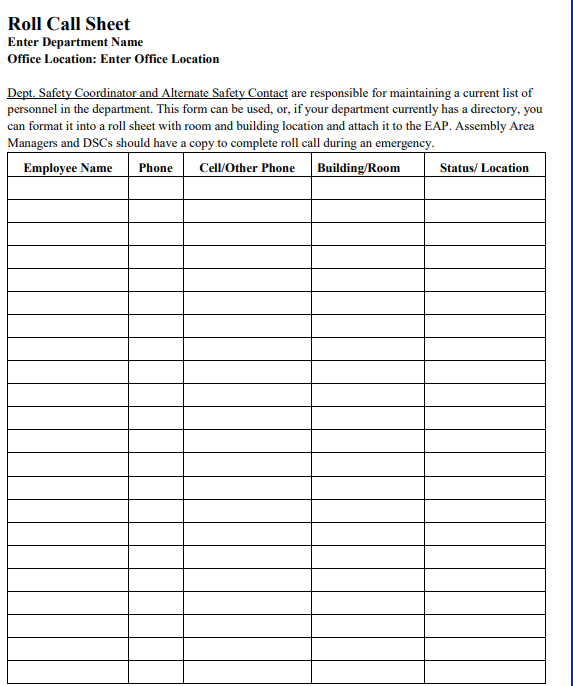 Roll Call Sheet
Enter Department Name
Office Location: Enter Office Location
Dept. Safety Coordinator and Alternate Safety Contact are responsible for maintaining a current list of
personnel in the department. This form can be used, or, if your department currently has a directory, you
can format it into a roll sheet with room and building location and attach it to the EAP. Assembly Area
Managers and DSCs should have a copy to complete roll call during an emergency.
Employee Name Phone Cell/Other Phone Building/Room Status/ Location